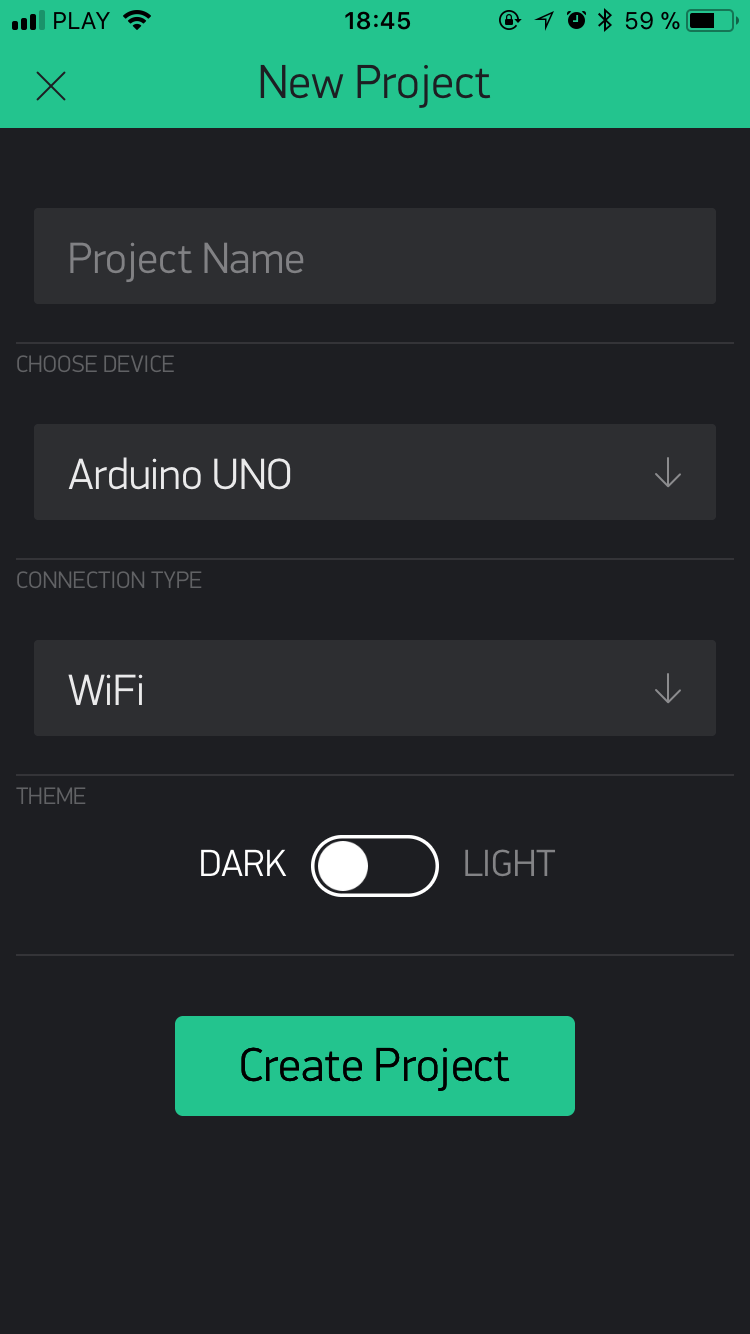 PLAY 18:45 59 %
New Project
Project Name
CHOOSE DEVICE
Arduino UNO
CONNECTION TYPE
WiFi
THEME
DARK LIGHT
Create Project